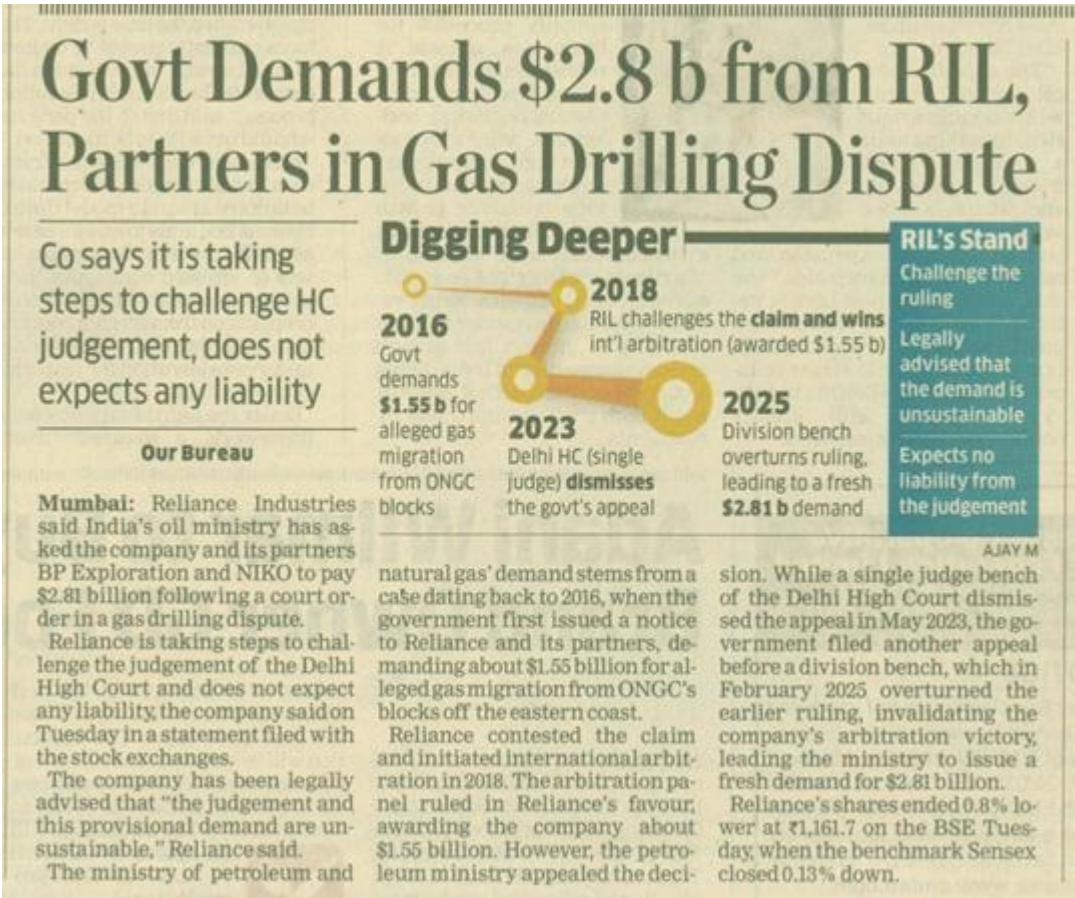 Govt Demands $2.8 b from RIL,
Partners in Gas Drilling Dispute
Co says it is taking
steps to challenge HC
judgement, does not
expects any liability
Our Bureau
Digging Deeper
2016
Govt
demands
$1.55 b for
alleged gas
migration
from ONGC
blocks
2018
RIL challenges the claim and wins
int'l arbitration (awarded $1.55 b)
2023
Delhi HC (single
judge) dismisses
the govt's appeal
2025
Division bench
overturns ruling,
leading to a fresh
$2.81 b demand
RIL's Stand
Challenge the
ruling
Legally
advised that
the demand is
unsustainable
Expects no
liability from
the judgement
AJAY M
Mumbai: Reliance Industries
said India's oil ministry has as-
ked the company and its partners
BP Exploration and NIKO to pay
$2.81 billion following a court or-
der in a gas drilling dispute.
Reliance is taking steps to chal-
lenge the judgement of the Delhi
High Court and does not expect
any liability, the company said on
Tuesday in a statement filed with
the stock exchanges.
The company has been legally
advised that "the judgement and
this provisional demand are un-
sustainable," Reliance said.
The ministry of petroleum and
natural gas' demand stems from a
case dating back to 2016, when the
government first issued a notice
to Reliance and its partners, de-
manding about $1.55 billion for al-
leged gas migration from ONGC's
blocks off the eastern coast.
Reliance contested the claim
and initiated international arbit-
ration in 2018. The arbitration pa-
nel ruled in Reliance's favour,
awarding the company about
$1.55 billion. However, the petro-
leum ministry appealed the deci-
sion. While a single judge bench
of the Delhi High Court dismis-
sed the appeal in May 2023, the go-
vernment filed another appeal
before a division bench, which in
February 2025 overturned the
earlier ruling, invalidating the
company's arbitration victory,
leading the ministry to issue a
fresh demand for $2.81 billion.
Reliance's shares ended 0.8% lo-
wer at ₹1,161.7 on the BSE Tues-
day, when the benchmark Sensex
closed 0.13% down.